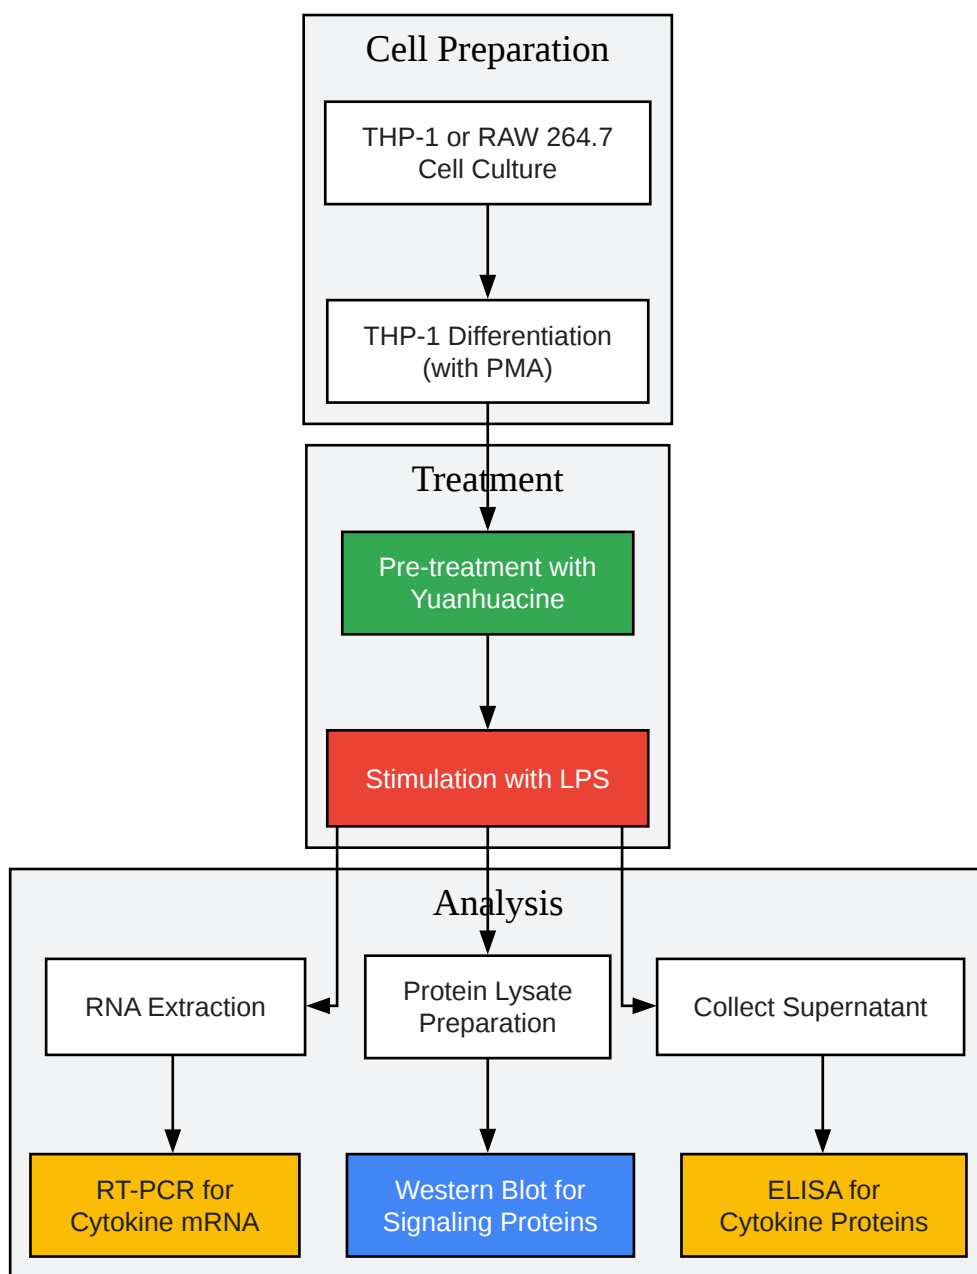 Cell Preparation
THP-1 or RAW 264.7
Cell Culture
THP-1 Differentiation
(with PMA)
Treatment
Pre-treatment with
Yuanhuacine
Stimulation with LPS
Analysis
RNA Extraction
Protein Lysate
Preparation
Collect Supernatant
RT-PCR for
Cytokine mRNA
Western Blot for
Signaling Proteins
ELISA for
Cytokine Proteins